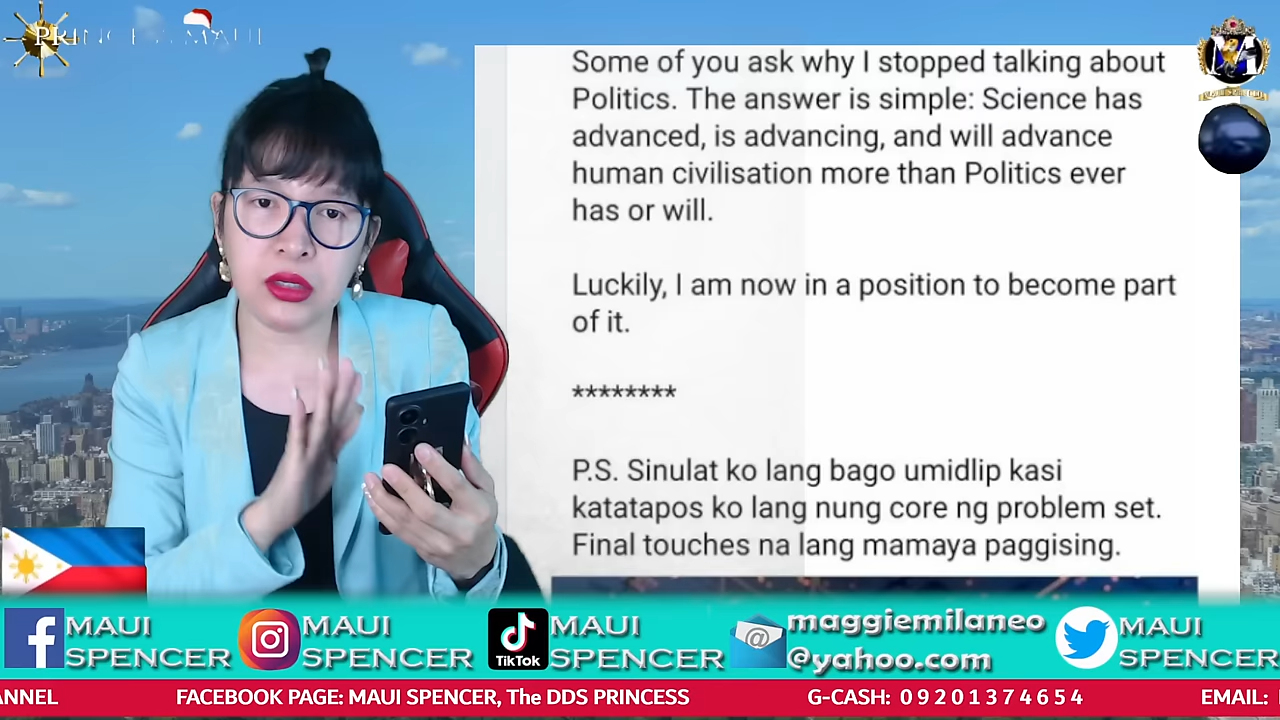 PRINCESS MAUI
M
Some of you ask why I stopped talking about
Politics. The answer is simple: Science has
advanced, is advancing, and will advance
human civilisation more than Politics ever
has or will.
Luckily, I am now in a position to become part
of it.
********
P.S. Sinulat ko lang bago umidlip kasi
katatapos ko lang nung core ng problem set.
Final touches na lang mamaya paggising.
MAUI
SPENCER
MAUI
SPENCER
TikTok
MAUI
SPENCER
maggiemilaneo
@yahoo.com
MAUI
SPENCER
ANNEL FACEBOOK PAGE: MAUI SPENCER, The DDS PRINCESS G-CASH: 0 9 2 0 1 3 7 4 6 5 4 EMAIL: